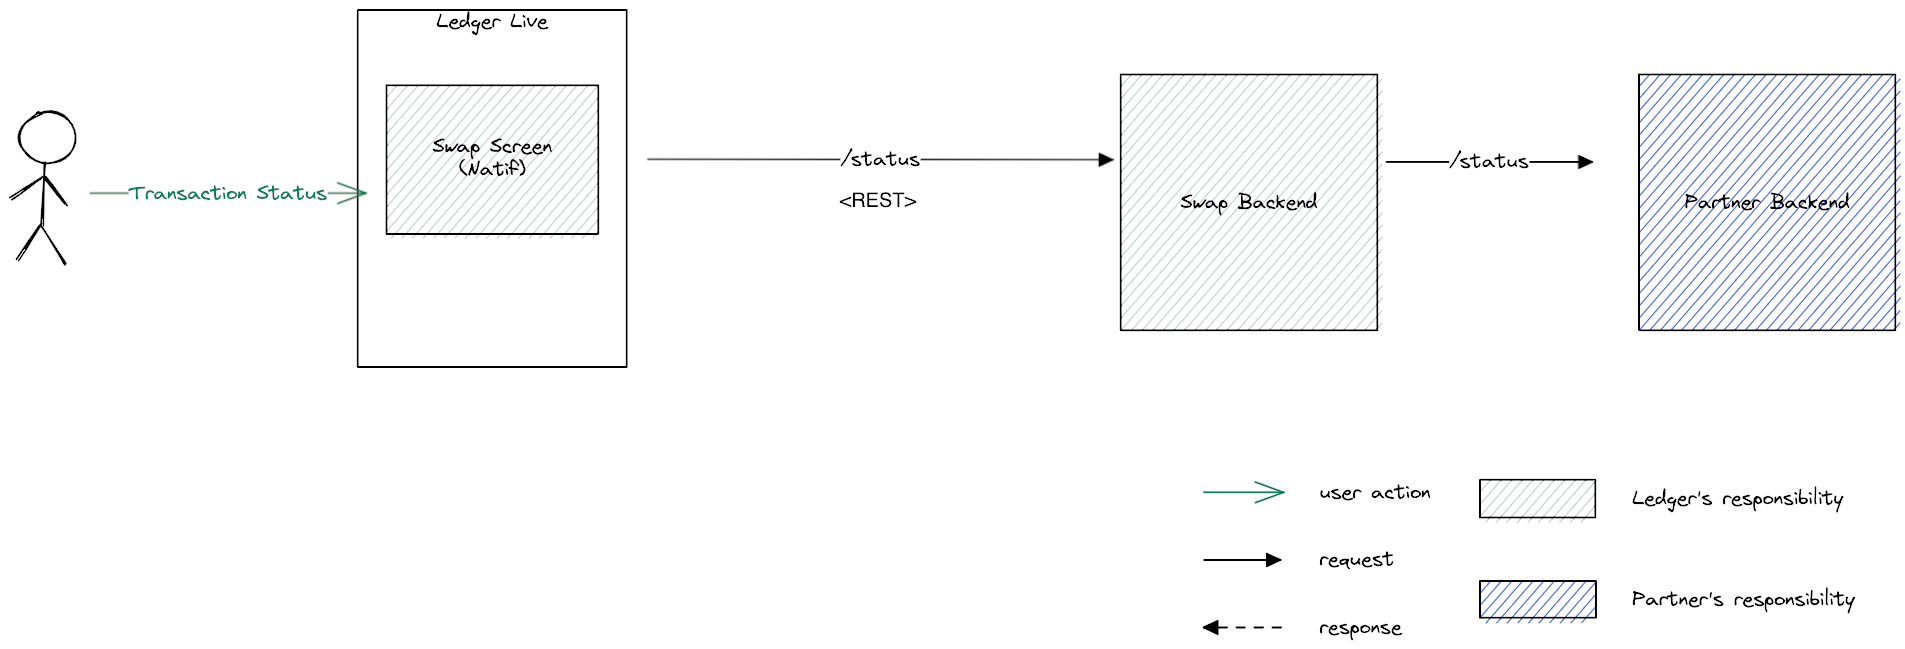 Ledger Live
Swap Screen
(Natif)
Transaction Status
/status
<REST>
Swap Backend
/status
Partner Backend
user action
request
response
Ledger's responsibility
Partner's responsibility